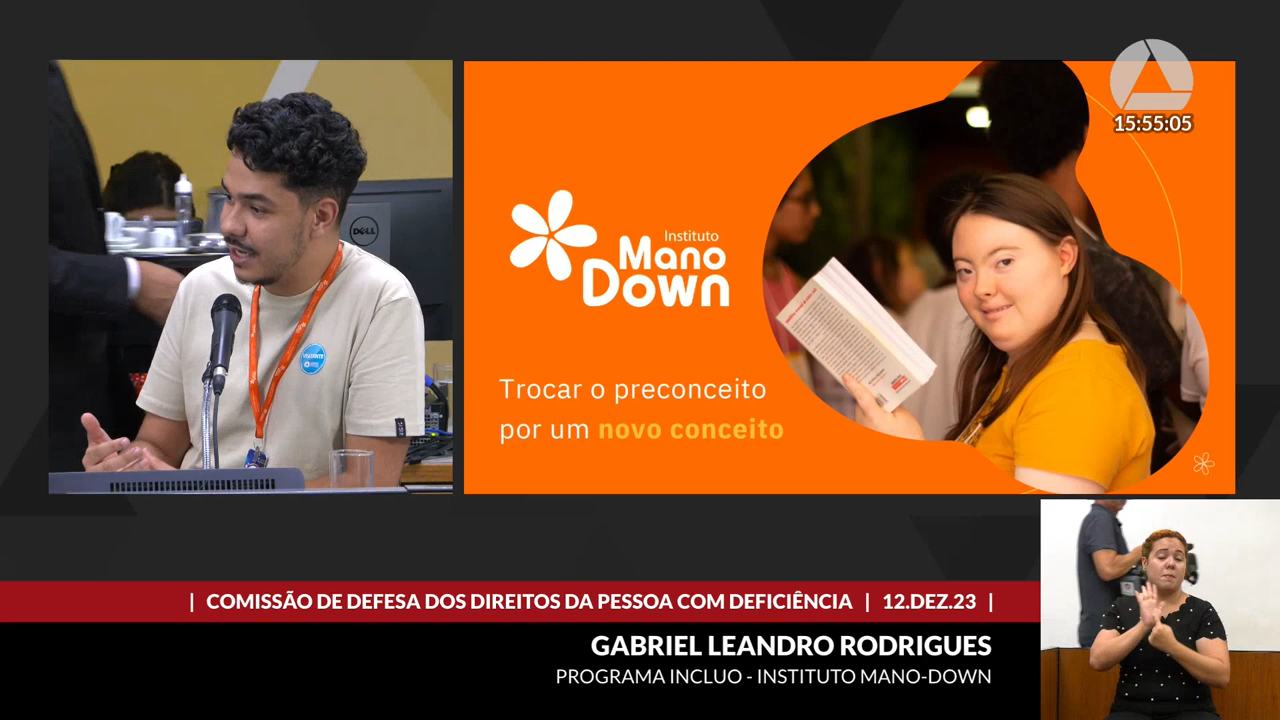 15:55:05
DELL
VISITANTE
Instituto
Mano
Down
Trocar o preconceito
por um novo conceito
| COMISSÃO DE DEFESA DOS DIREITOS DA PESSOA COM DEFICIÊNCIA | 12.DEZ.23 |
GABRIEL LEANDRO RODRIGUES
PROGRAMA INCLUO - INSTITUTO MANO-DOWN